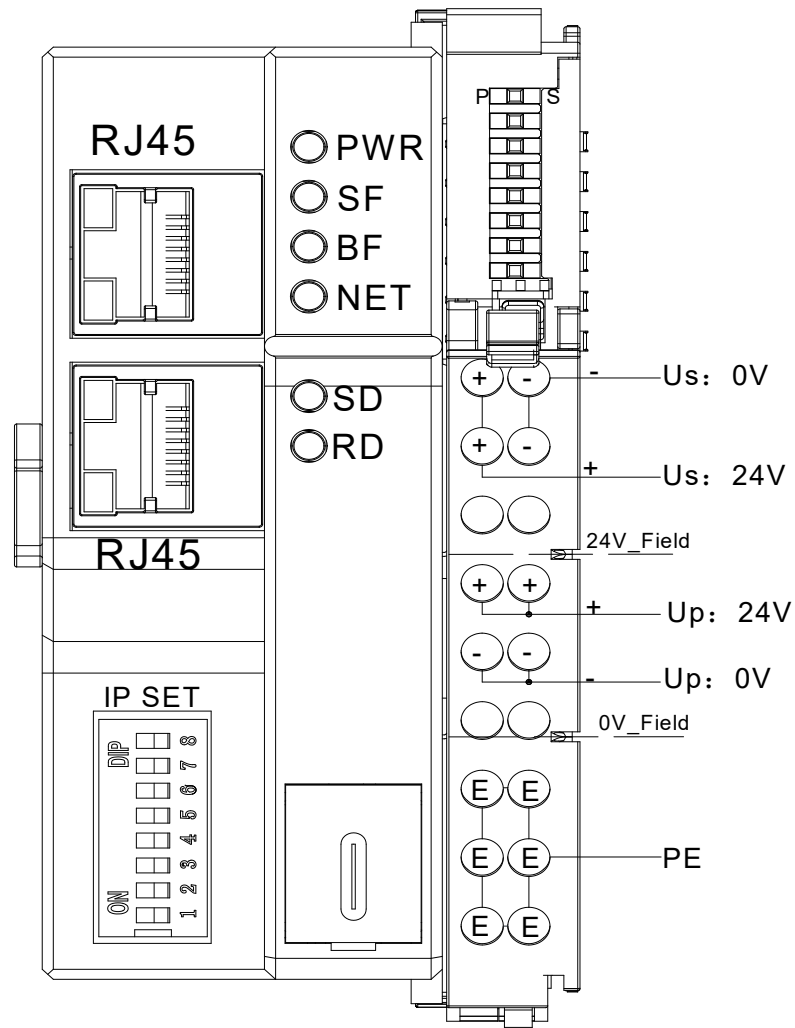 P S
RJ45
PWR
SF
BF
NET
+ - - Us：0V
SD
RD
+ - + Us：24V
RJ45
24V_Field
+ + + Up：24V
- - - Up：0V
IP SET
0V_Field
DIP
ON
8
7
6
5
4
3
2
1
E E
E E PE
E E